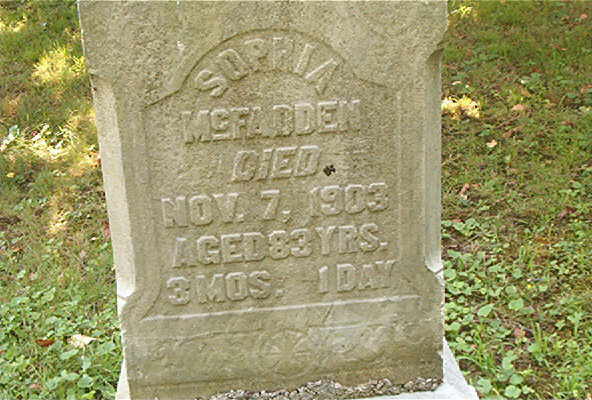 SOPHIA
McFADDEN
DIED
NOV. 7, 1903
AGED 83 YRS.
3 MOS. 1 DAY